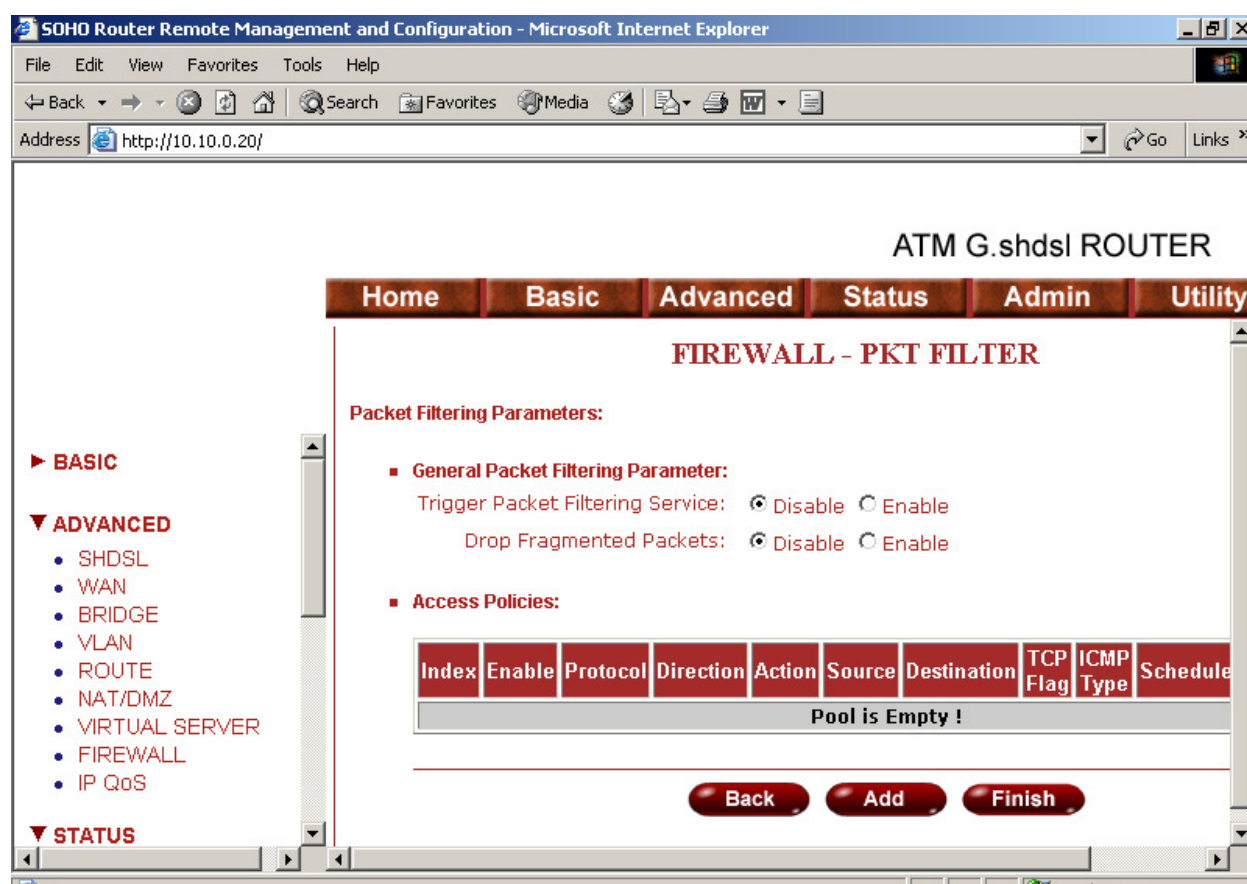 SOHO Router Remote Management and Configuration - Microsoft Internet Explorer
File Edit View Favorites Tools Help
Back Search Favorites Media
Address http://10.10.0.20/ Go Links »
ATM G.shdsl ROUTER
Home Basic Advanced Status Admin Utility
FIREWALL - PKT FILTER
Packet Filtering Parameters:
General Packet Filtering Parameter:
Trigger Packet Filtering Service: Disable Enable
Drop Fragmented Packets: Disable Enable
Access Policies:
Index Enable Protocol Direction Action Source Destination TCP Flag ICMP Type Schedule
Pool is Empty !
Back Add Finish
BASIC
ADVANCED
SHDSL
WAN
BRIDGE
VLAN
ROUTE
NAT/DMZ
VIRTUAL SERVER
FIREWALL
IP QoS
STATUS